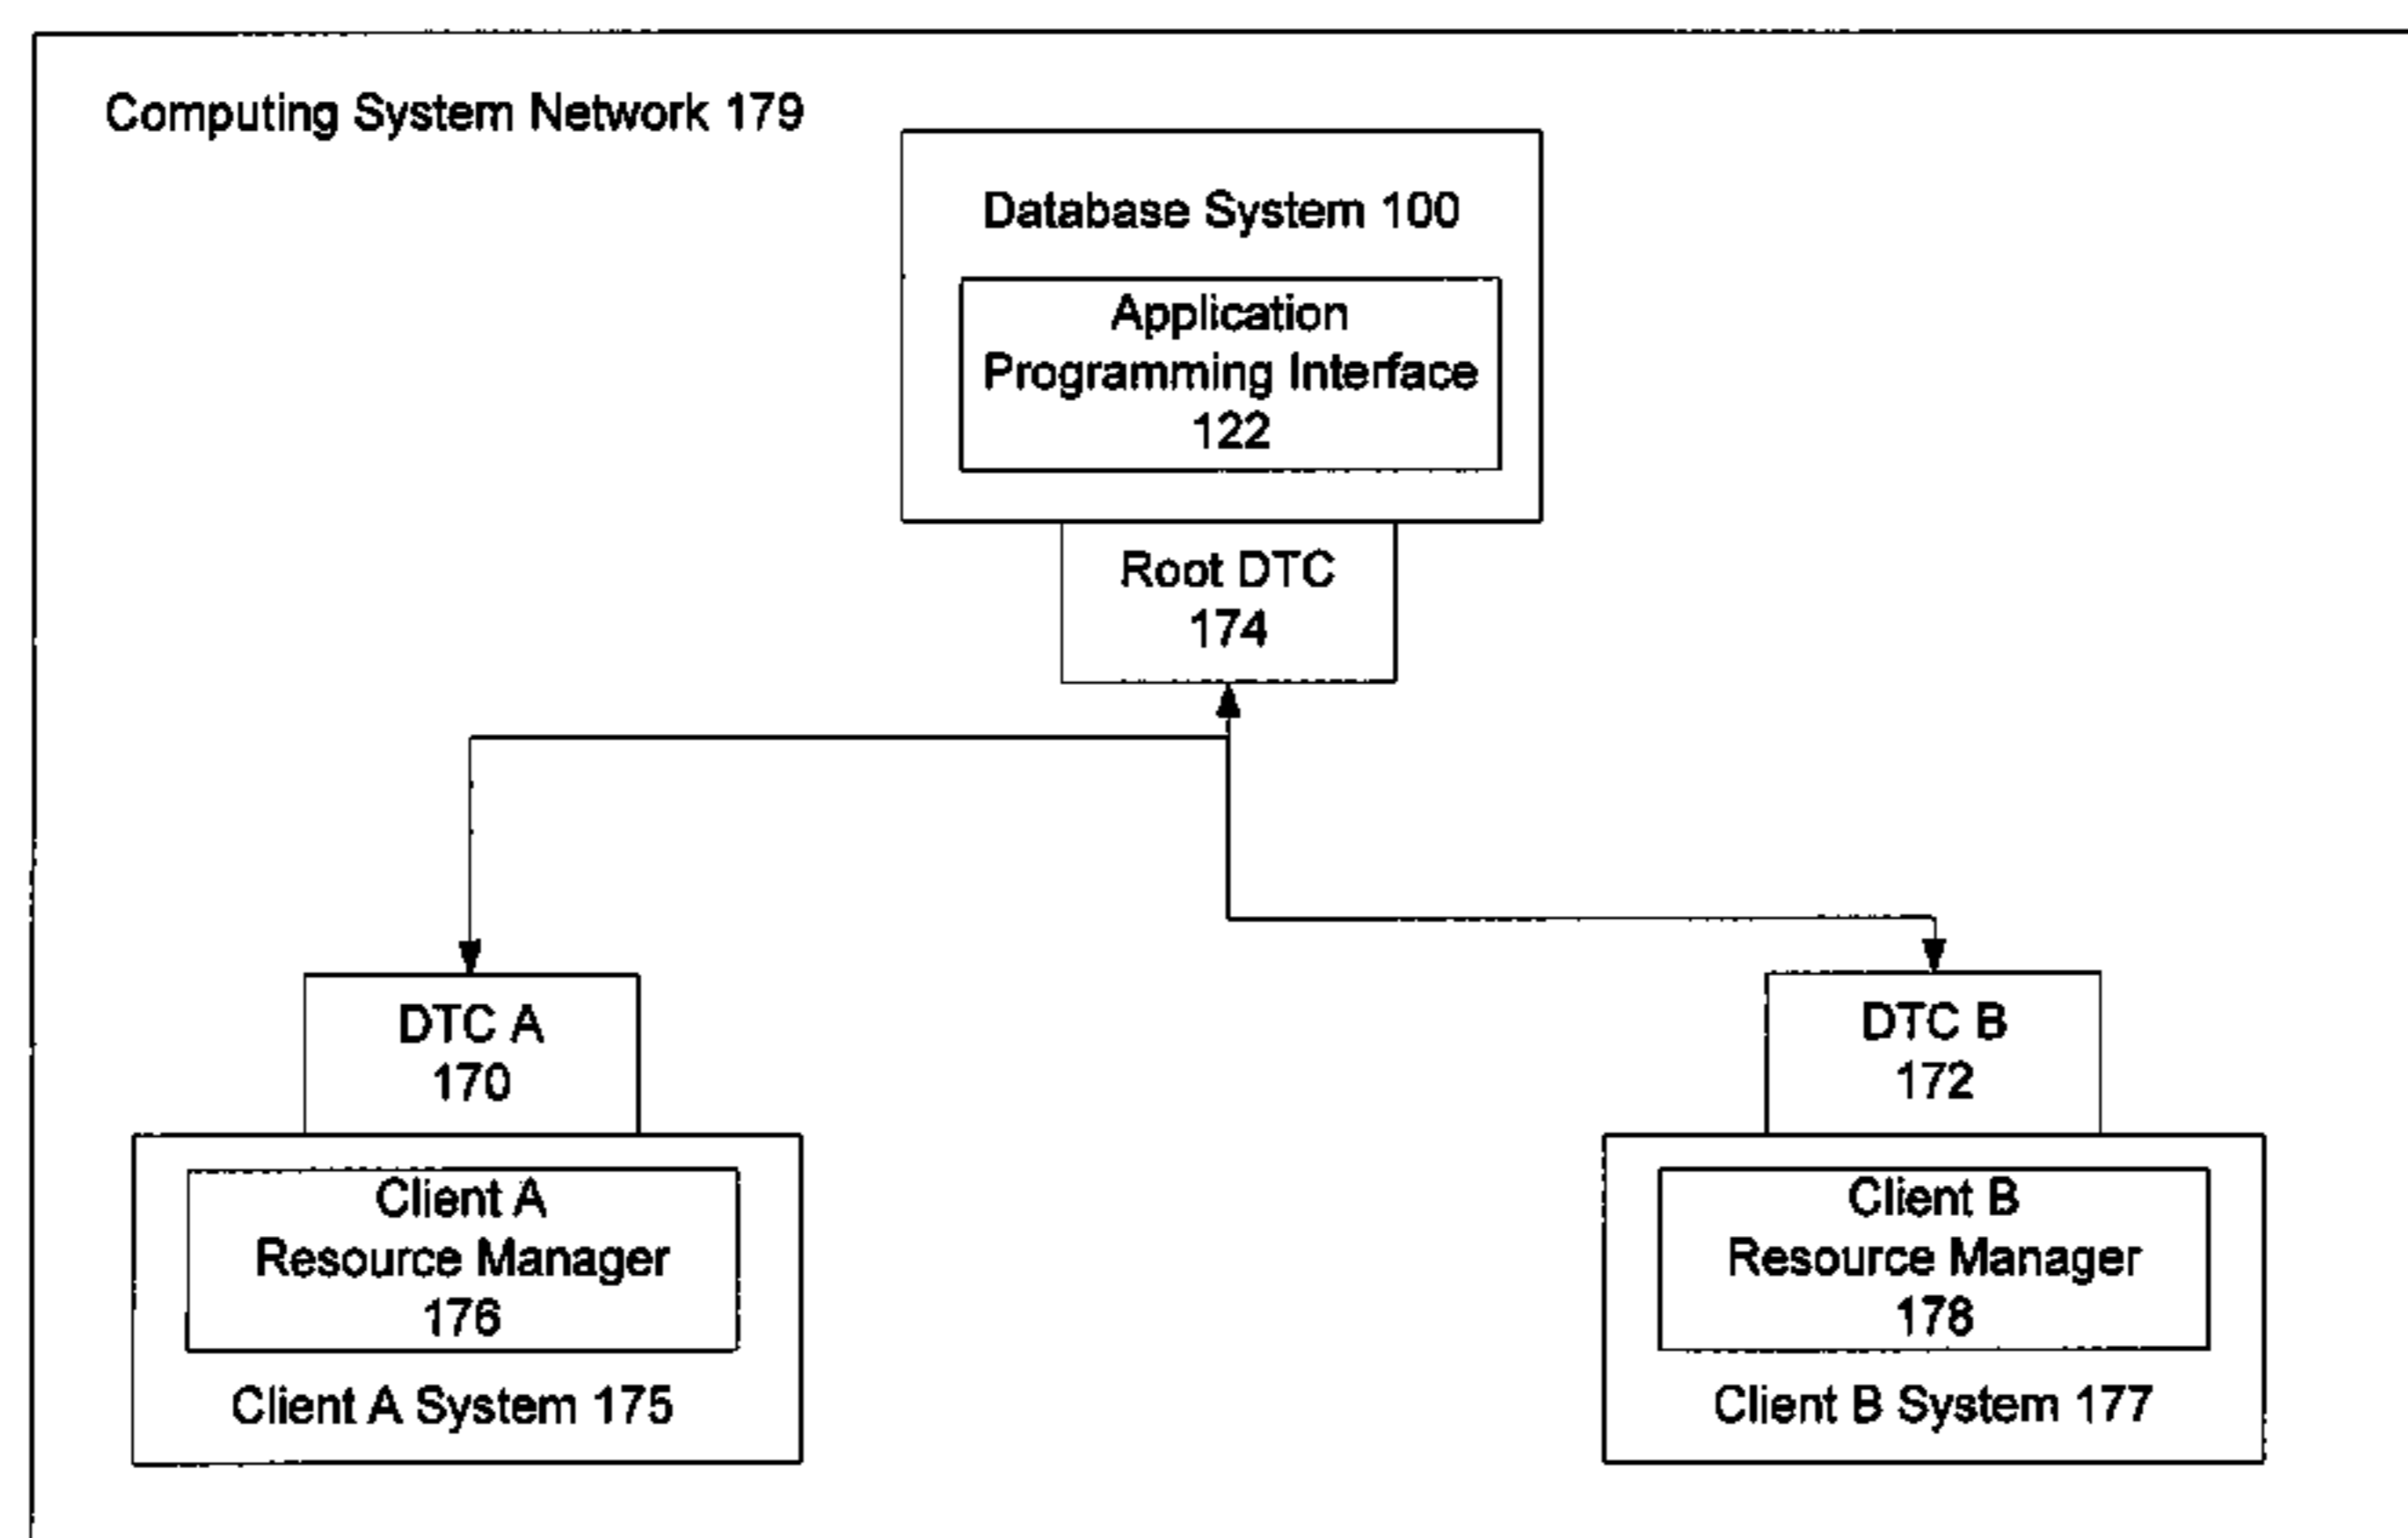 Computing System Network 179
Database System 100
Application
Programming Interface
122
Root DTC
174
DTC A
170
Client A
Resource Manager
176
Client A System 175
DTC B
172
Client B
Resource Manager
178
Client B System 177